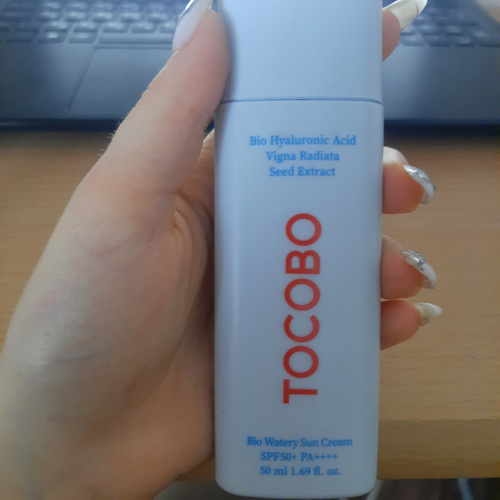 Bio Hyaluronic Acid
Vigna Radiata
Seed Extract
TOCOBO
Bio Watery Sun Cream
SPF50+ PA++++
50 ml 1.69 fl. oz.